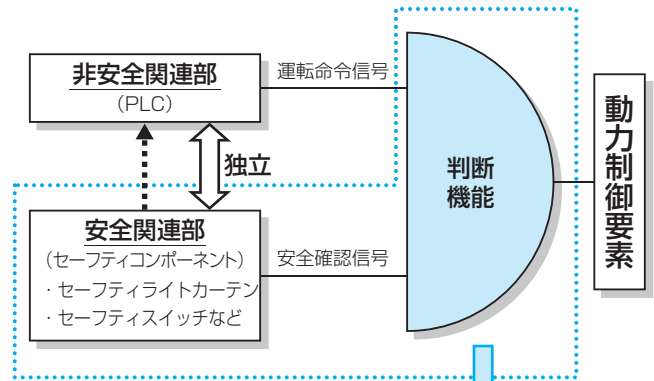 非安全関連部
(PLC)
運転命令信号
独立
安全関連部
(セーフティコンポーネント)
・セーフティライトカーテン
・セーフティスイッチなど
安全確認信号
判断
機能
動力制御要素